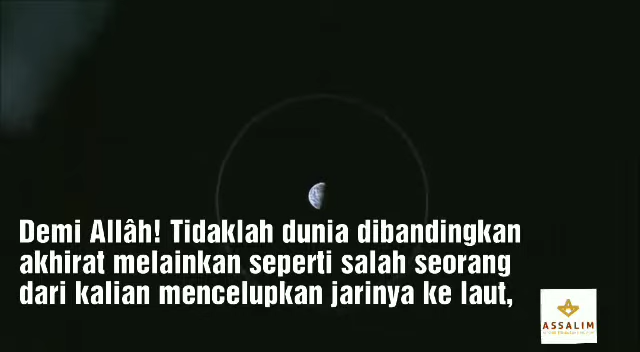 Demi Allâh! Tidaklah dunia dibandingkan
akhirat melainkan seperti salah seorang
dari kalian mencelupkan jarinya ke laut,
ASSALIM